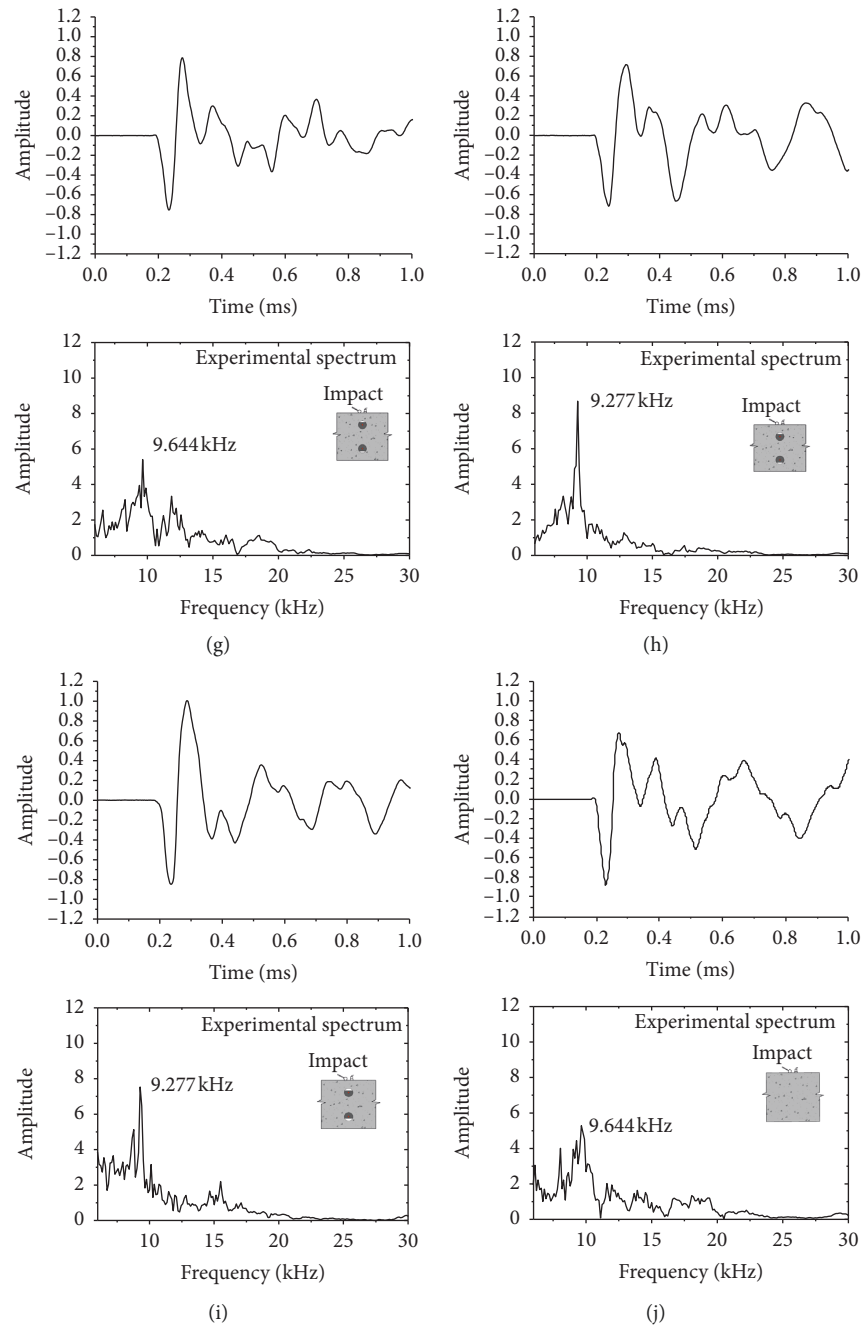 1.2
1.0
0.8
0.6
0.4
0.2
0.0
–0.2
–0.4
–0.6
–0.8
–1.0
–1.2
Amplitude
0.0 0.2 0.4 0.6 0.8 1.0
Time (ms)
12
10
8
6
4
2
0
Amplitude
Experimental spectrum
Impact
9.644 kHz
10 15 20 25 30
Frequency (kHz)
(g)
1.2
1.0
0.8
0.6
0.4
0.2
0.0
–0.2
–0.4
–0.6
–0.8
–1.0
–1.2
Amplitude
0.0 0.2 0.4 0.6 0.8 1.0
Time (ms)
12
10
8
6
4
2
0
Amplitude
Experimental spectrum
9.277 kHz
Impact
10 15 20 25 30
Frequency (kHz)
(h)
1.2
1.0
0.8
0.6
0.4
0.2
0.0
–0.2
–0.4
–0.6
–0.8
–1.0
–1.2
Amplitude
0.0 0.2 0.4 0.6 0.8 1.0
Time (ms)
12
10
8
6
4
2
0
Amplitude
Experimental spectrum
Impact
9.277 kHz
10 15 20 25 30
Frequency (kHz)
(i)
1.2
1.0
0.8
0.6
0.4
0.2
0.0
–0.2
–0.4
–0.6
–0.8
–1.0
–1.2
Amplitude
0.0 0.2 0.4 0.6 0.8 1.0
Time (ms)
12
10
8
6
4
2
0
Amplitude
Experimental spectrum
Impact
9.644 kHz
10 15 20 25 30
Frequency (kHz)
(j)